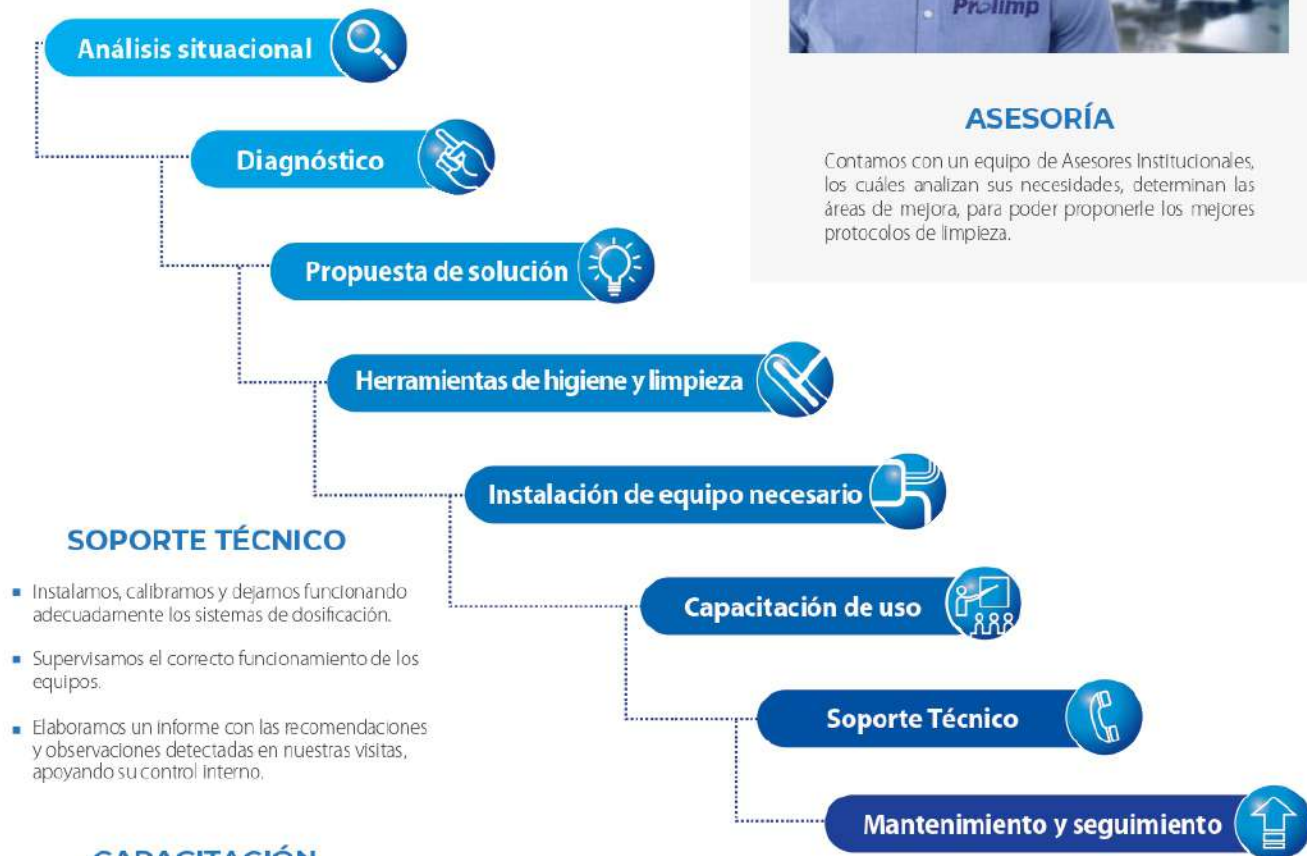 Prolimp
Análisis situacional
Diagnóstico
Propuesta de solución
Herramientas de higiene y limpieza
Instalación de equipo necesario
Capacitación de uso
Soporte Técnico
Mantenimiento y seguimiento
ASESORÍA
Contamos con un equipo de Asesores Institucionales,
los cuáles analizan sus necesidades, determinan las
áreas de mejora, para poder proponerle los mejores
protocolos de limpieza.
SOPORTE TÉCNICO
Instalamos, calibramos y dejamos funcionando
adecuadamente los sistemas de dosificación.
Supervisamos el correcto funcionamiento de los
equipos.
Elaboramos un informe con las recomendaciones
y observaciones detectadas en nuestras visitas,
apoyando su control interno.
CAPACITACIÓN